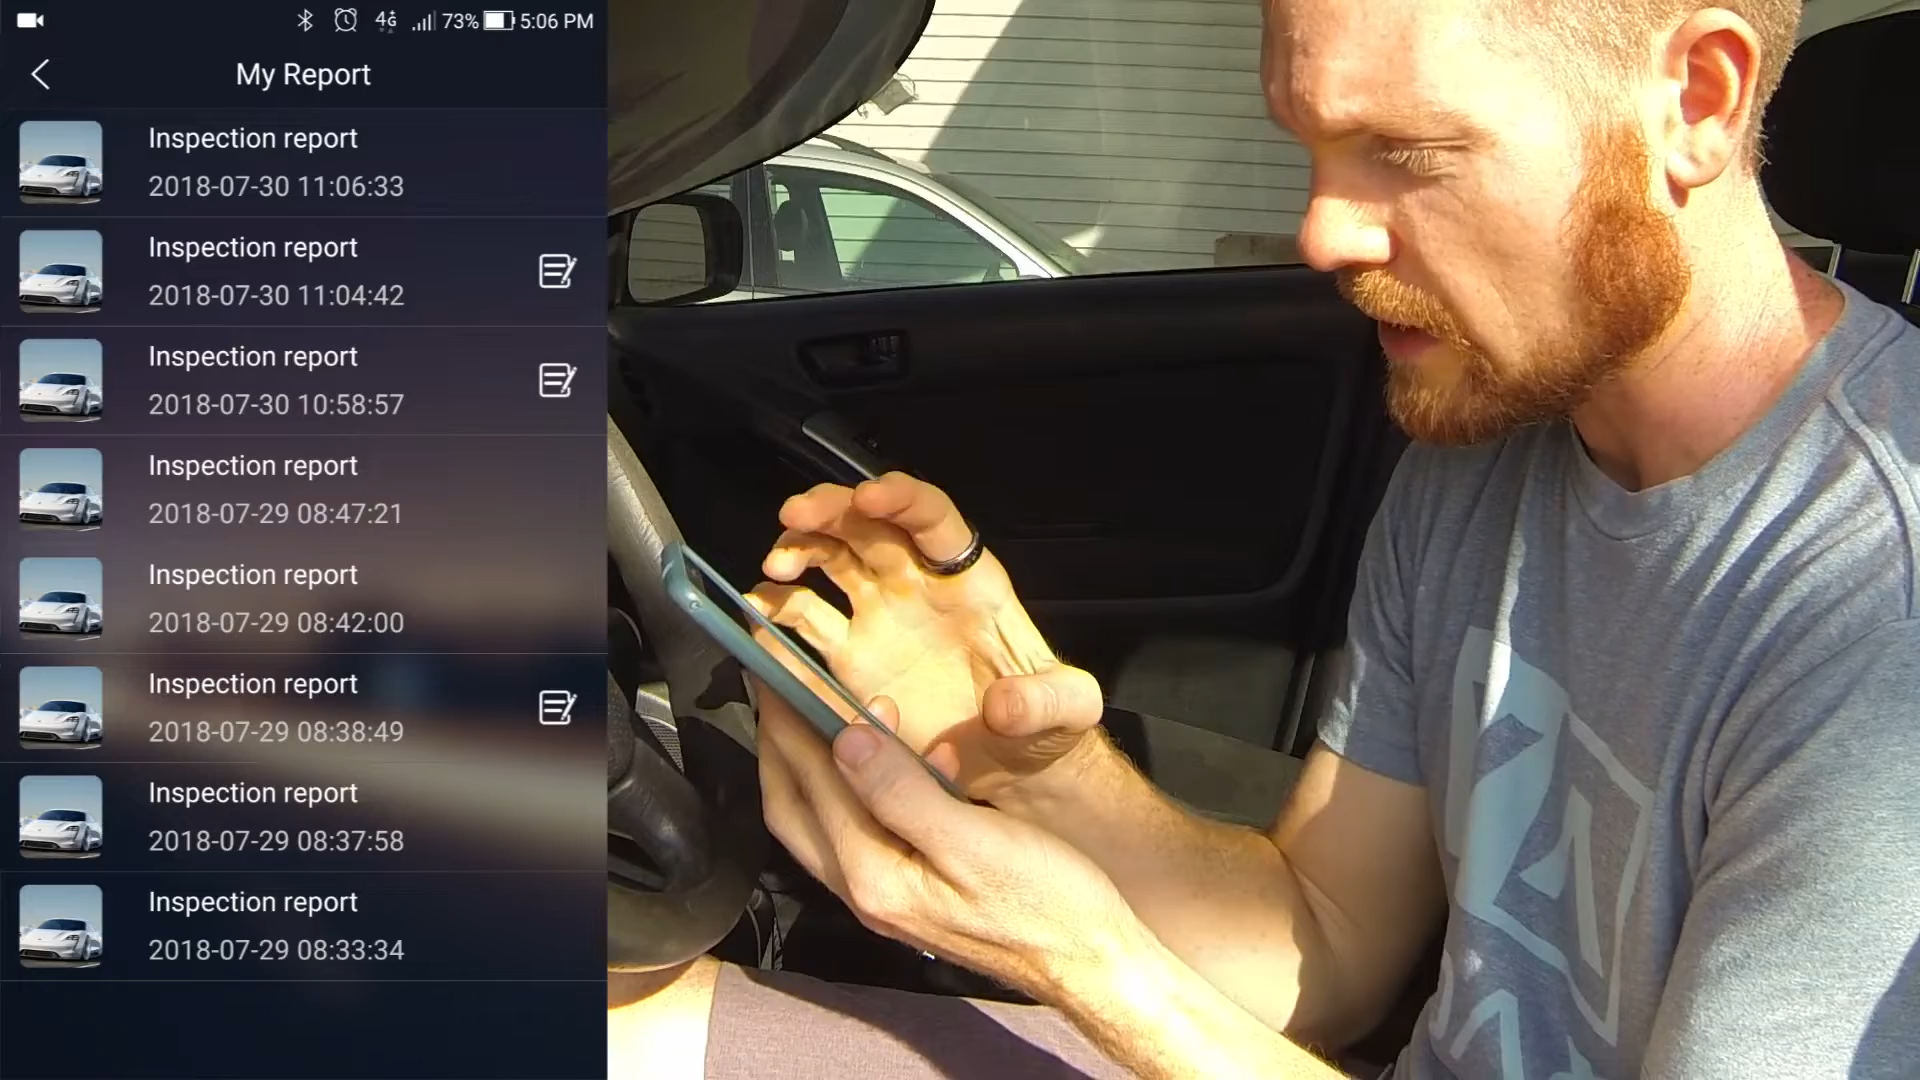 4G 73% 5:06 PM
My Report
Inspection report
2018-07-30 11:06:33
Inspection report
2018-07-30 11:04:42
Inspection report
2018-07-30 10:58:57
Inspection report
2018-07-29 08:47:21
Inspection report
2018-07-29 08:42:00
Inspection report
2018-07-29 08:38:49
Inspection report
2018-07-29 08:37:58
Inspection report
2018-07-29 08:33:34